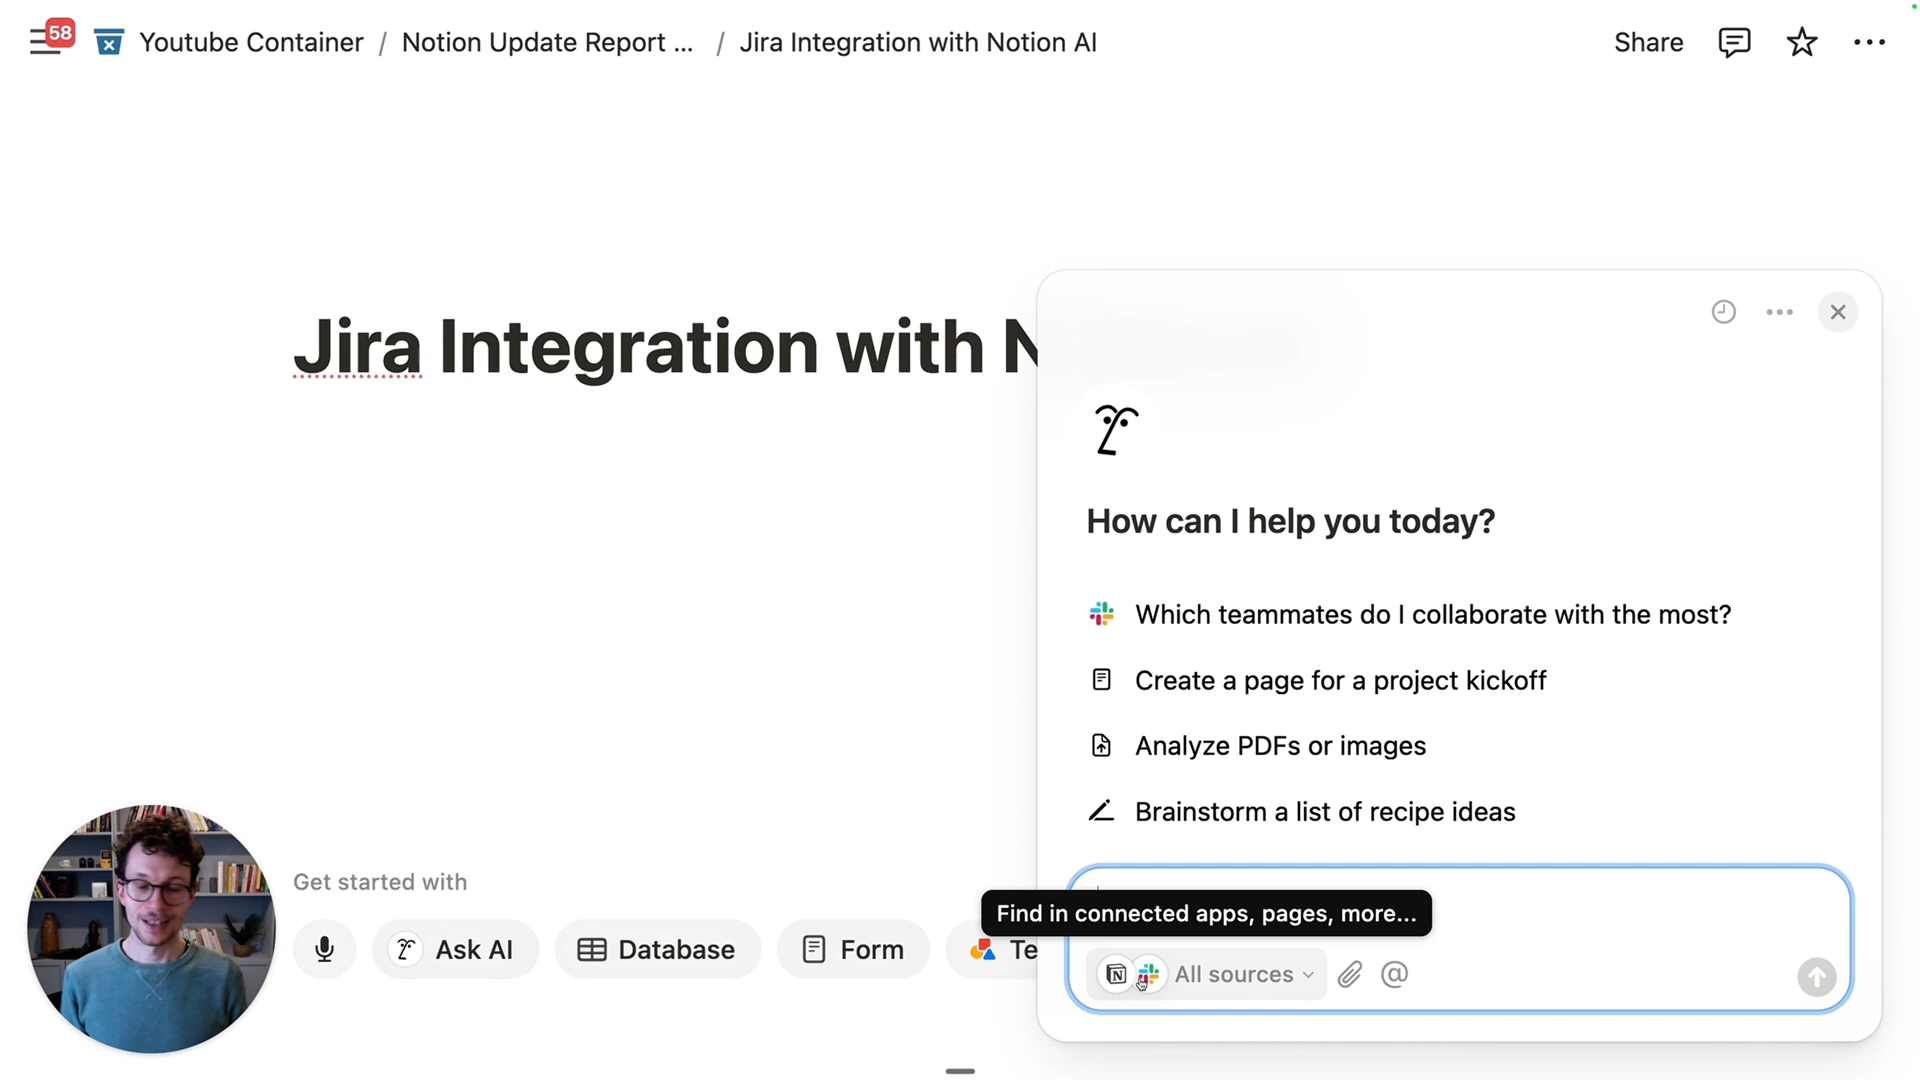 58
Youtube Container / Notion Update Report ... / Jira Integration with Notion AI
Share
Jira Integration with N
How can I help you today?
Which teammates do I collaborate with the most?
Create a page for a project kickoff
Analyze PDFs or images
Brainstorm a list of recipe ideas
Get started with
Find in connected apps, pages, more...
Ask AI
Database
Form
Te
All sources